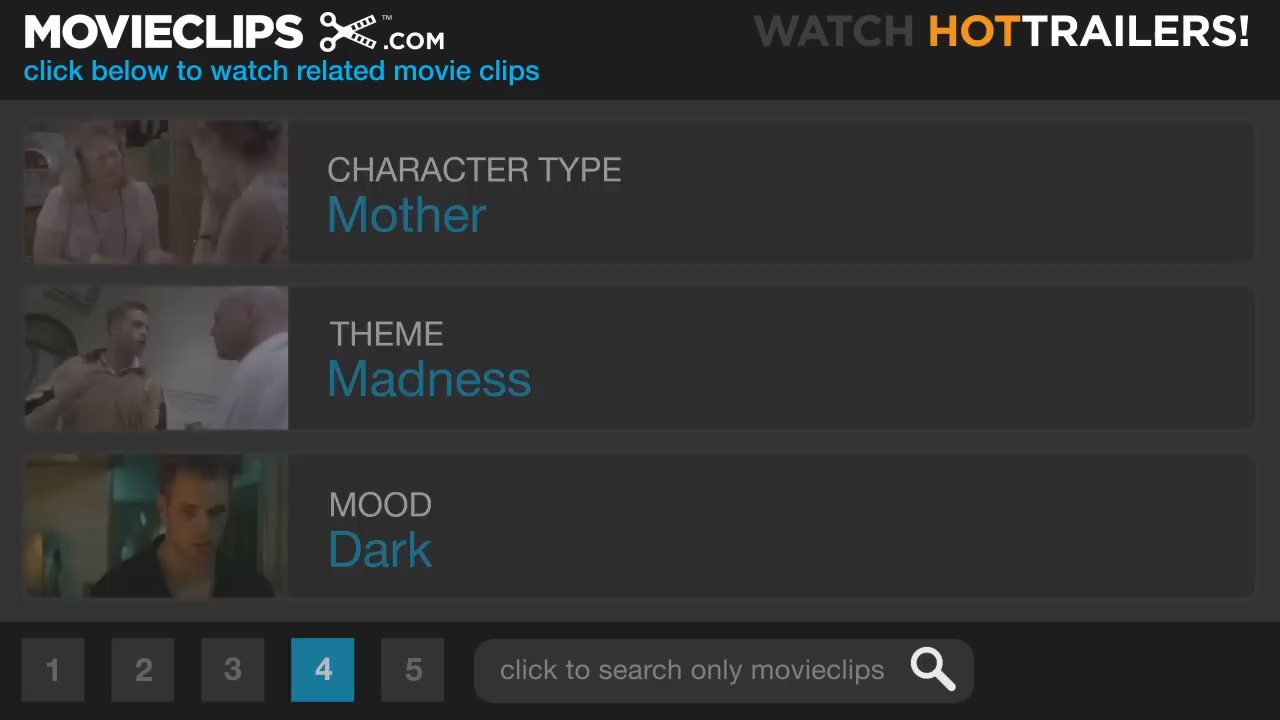 MOVIECLIPS ™.COM
WATCH HOTTRAILERS!
click below to watch related movie clips
CHARACTER TYPE
Mother
THEME
Madness
MOOD
Dark
1 2 3 4 5
click to search only movieclips